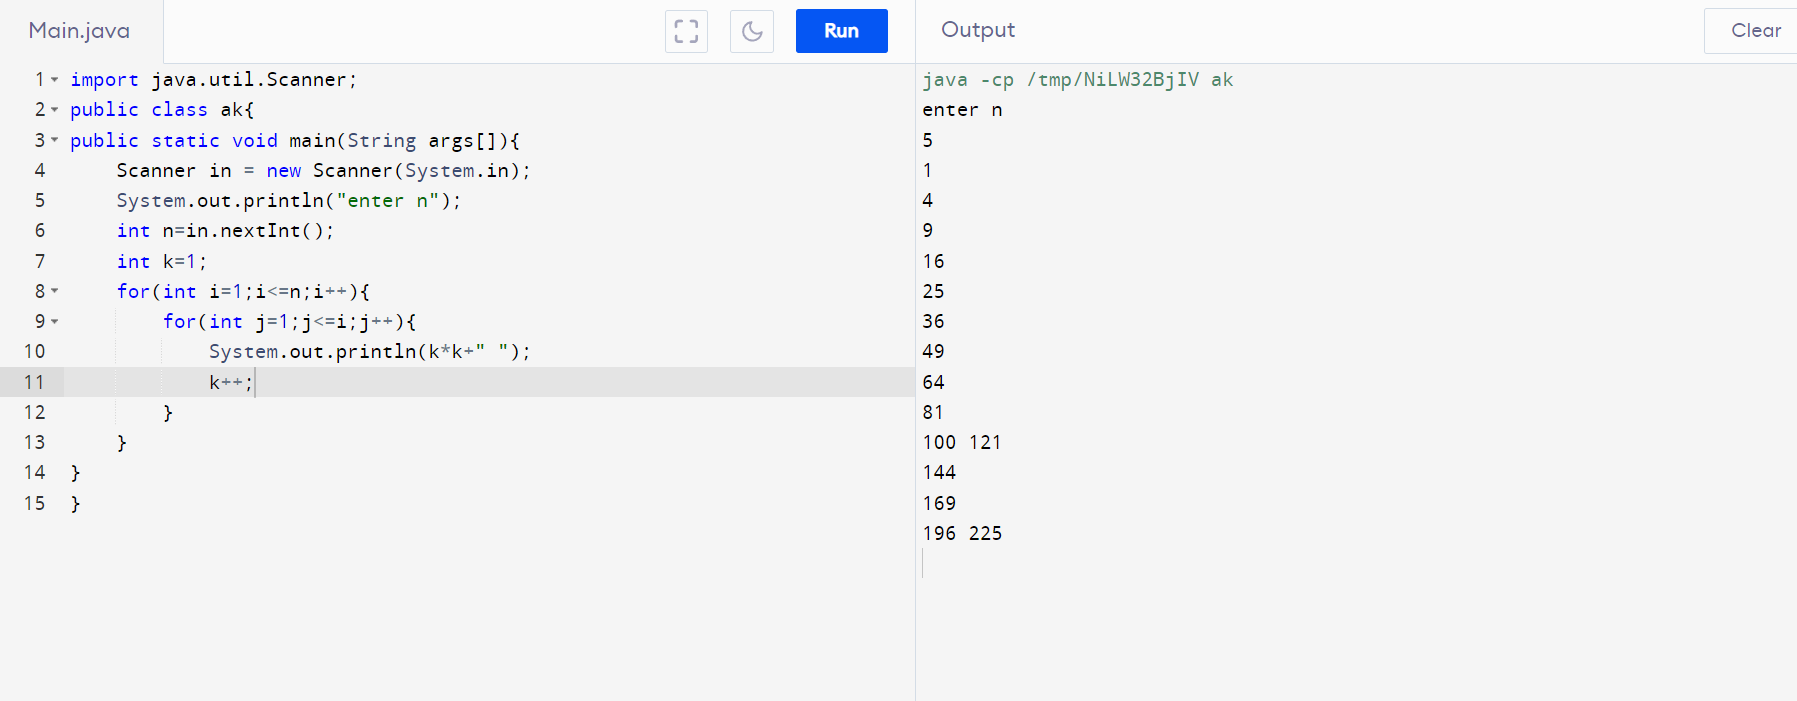 Main.java
Run
Output
Clear
1 import java.util.Scanner;
2 public class ak{
3 public static void main(String args[]){
4     Scanner in = new Scanner(System.in);
5     System.out.println("enter n");
6     int n=in.nextInt();
7     int k=1;
8     for(int i=1;i<=n;i++){
9         for(int j=1;j<=i;j++){
10             System.out.println(k*k+" ");
11             k++;
12         }
13     }
14 }
15 }
java -cp /tmp/NiLW32BjIV ak
enter n
5
1
4
9
16
25
36
49
64
81
100 121
144
169
196 225